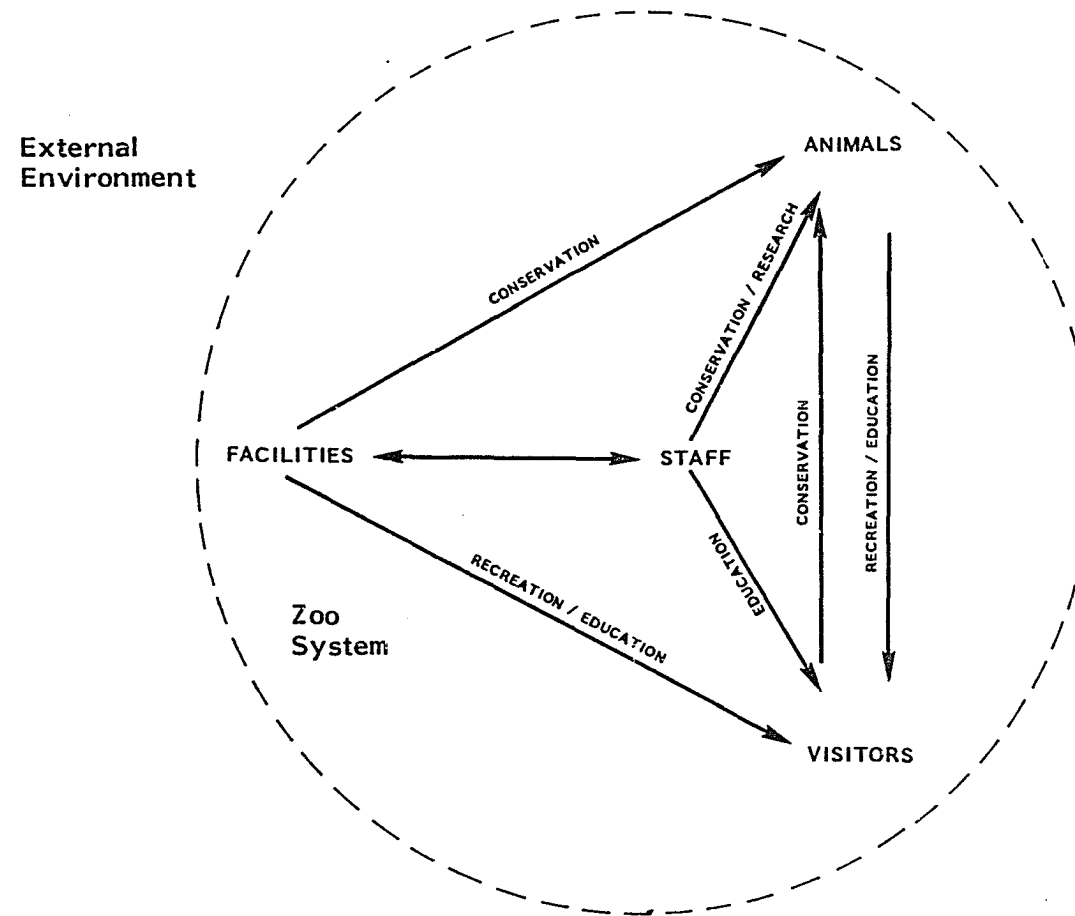 External
Environment
ANIMALS
CONSERVATION
CONSERVATION / RESEARCH
CONSERVATION
RECREATION / EDUCATION
FACILITIES
STAFF
EDUCATION
RECREATION / EDUCATION
Zoo
System
VISITORS